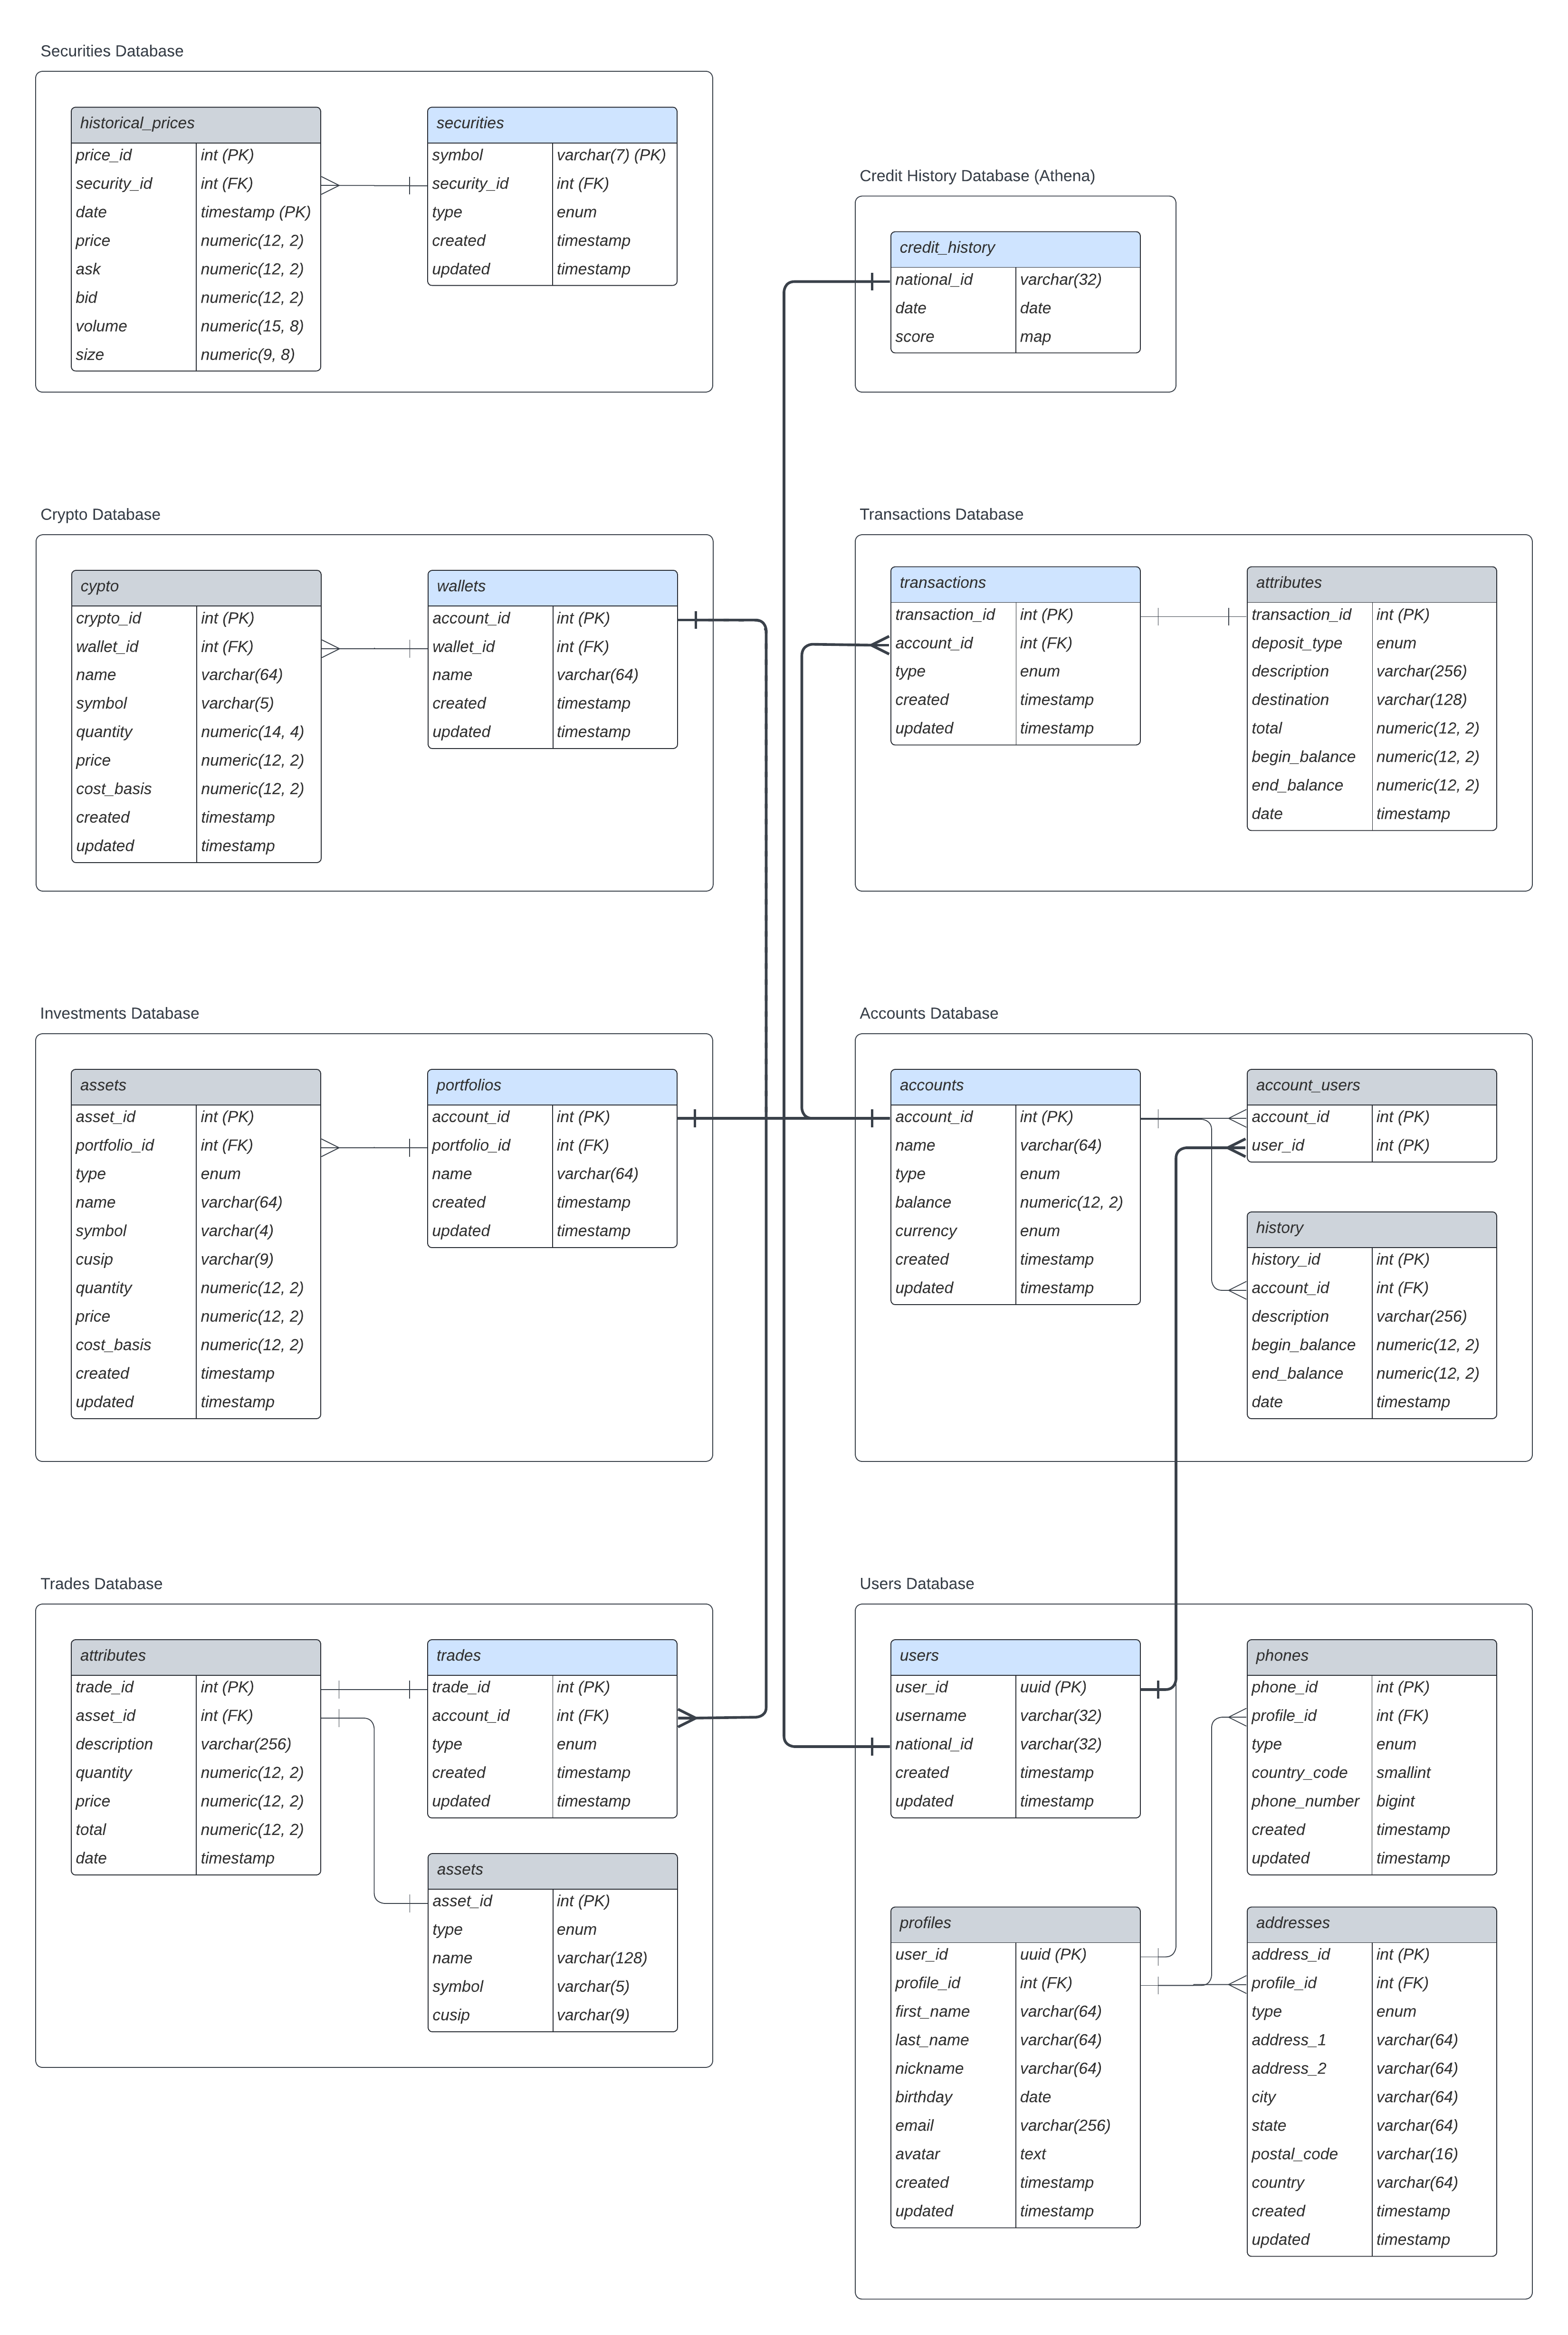 Securities Database
historical_prices
price_id int (PK)
security_id int (FK)
date timestamp (PK)
price numeric(12, 2)
ask numeric(12, 2)
bid numeric(12, 2)
volume numeric(15, 8)
size numeric(9, 8)
securities
symbol varchar(7) (PK)
security_id int (FK)
type enum
created timestamp
updated timestamp
Credit History Database (Athena)
credit_history
national_id varchar(32)
date date
score map
Crypto Database
cypto
crypto_id int (PK)
wallet_id int (FK)
name varchar(64)
symbol varchar(5)
quantity numeric(14, 4)
price numeric(12, 2)
cost_basis numeric(12, 2)
created timestamp
updated timestamp
wallets
account_id int (PK)
wallet_id int (FK)
name varchar(64)
created timestamp
updated timestamp
Transactions Database
transactions
transaction_id int (PK)
account_id int (FK)
type enum
created timestamp
updated timestamp
attributes
transaction_id int (PK)
deposit_type enum
description varchar(256)
destination varchar(128)
total numeric(12, 2)
begin_balance numeric(12, 2)
end_balance numeric(12, 2)
date timestamp
Investments Database
assets
asset_id int (PK)
portfolio_id int (FK)
type enum
name varchar(64)
symbol varchar(4)
cusip varchar(9)
quantity numeric(12, 2)
price numeric(12, 2)
cost_basis numeric(12, 2)
created timestamp
updated timestamp
portfolios
account_id int (PK)
portfolio_id int (FK)
name varchar(64)
created timestamp
updated timestamp
Accounts Database
accounts
account_id int (PK)
name varchar(64)
type enum
balance numeric(12, 2)
currency enum
created timestamp
updated timestamp
account_users
account_id int (PK)
user_id int (PK)
history
history_id int (PK)
account_id int (FK)
description varchar(256)
begin_balance numeric(12, 2)
end_balance numeric(12, 2)
date timestamp
Trades Database
attributes
trade_id int (PK)
asset_id int (FK)
description varchar(256)
quantity numeric(12, 2)
price numeric(12, 2)
total numeric(12, 2)
date timestamp
trades
trade_id int (PK)
account_id int (FK)
type enum
created timestamp
updated timestamp
assets
asset_id int (PK)
type enum
name varchar(128)
symbol varchar(5)
cusip varchar(9)
Users Database
users
user_id uuid (PK)
username varchar(32)
national_id varchar(32)
created timestamp
updated timestamp
phones
phone_id int (PK)
profile_id int (FK)
type enum
country_code smallint
phone_number bigint
created timestamp
updated timestamp
profiles
user_id uuid (PK)
profile_id int (FK)
first_name varchar(64)
last_name varchar(64)
nickname varchar(64)
birthday date
email varchar(256)
avatar text
created timestamp
updated timestamp
addresses
address_id int (PK)
profile_id int (FK)
type enum
address_1 varchar(64)
address_2 varchar(64)
city varchar(64)
state varchar(64)
postal_code varchar(16)
country varchar(64)
created timestamp
updated timestamp